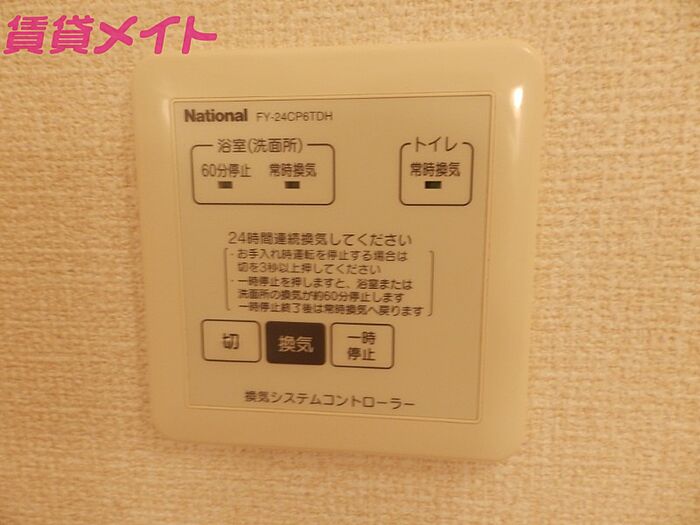 賃貸メイト
National FY-24CP6TDH
浴室(洗面所)
60分停止 常時換気
トイレ
常時換気
24時間連続換気してください
・お手入れ時運転を停止する場合は
切を3秒以上押してください
・一時停止を押しますと、浴室または
洗面所の換気が約60分停止します
一時停止終了後は常時換気へ戻ります
切
換気
一時
停止
換気システムコントローラー